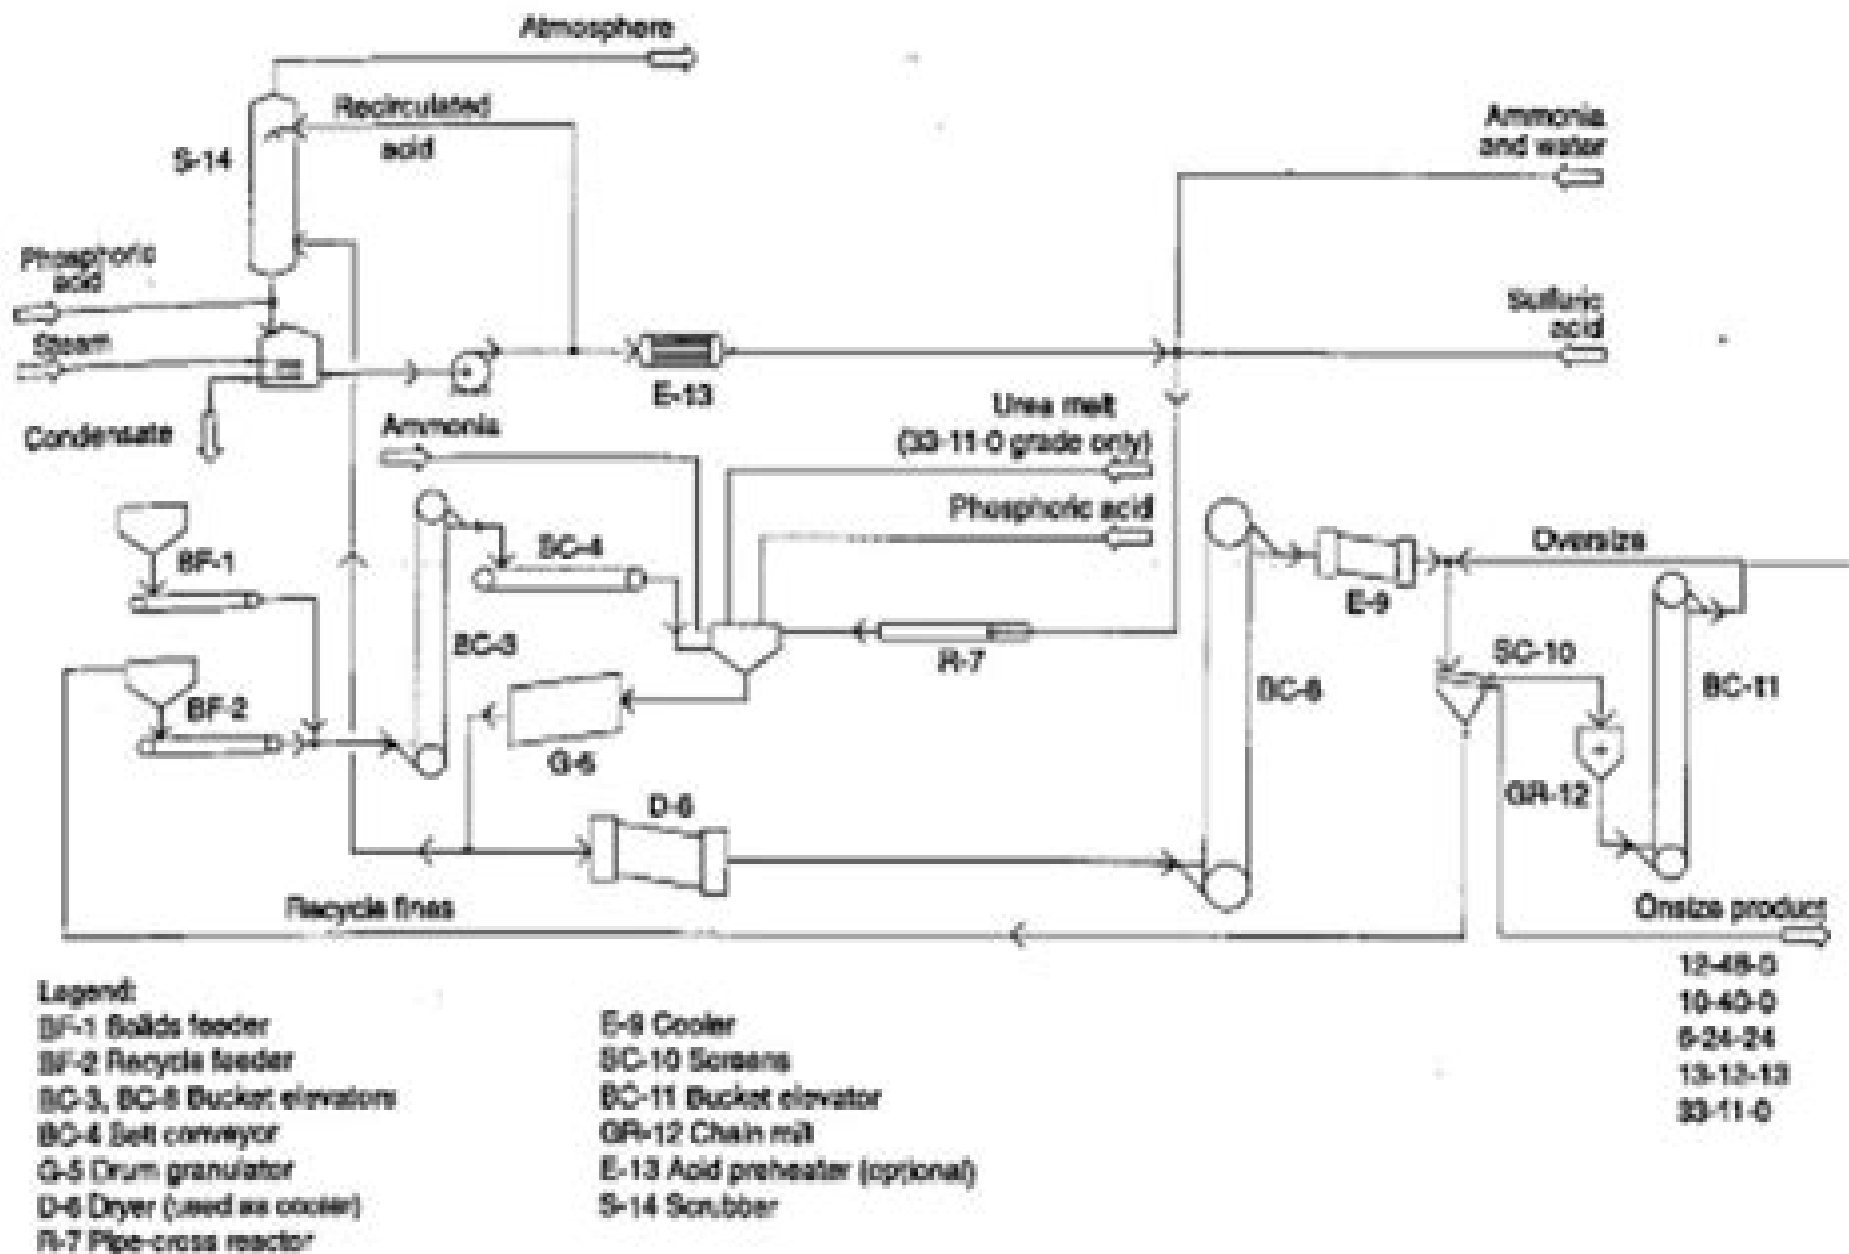 Atmosphere
Recirculated
acid
S-14
Ammonia
and water
Phosphoric
acid
Sulfuric
acid
Steam
E-13
Condensate
Ammonia
Urea melt
(33-11-0 grade only)
Phosphoric acid
BF-1
BC-4
Oversize
E-9
BC-3
R-7
SC-10
BF-2
BC-8
BC-11
G-5
D-6
GR-12
Recycle fines
Onsize product
12-48-0
10-40-0
6-24-24
13-13-13
33-11-0
Legend:
BF-1 Solids feeder
BF-2 Recycle feeder
BC-3, BC-8 Bucket elevators
BC-4 Belt conveyor
G-5 Drum granulator
D-6 Dryer (used as cooler)
R-7 Pipe-cross reactor
E-9 Cooler
SC-10 Screens
BC-11 Bucket elevator
GR-12 Chain mill
E-13 Acid preheater (optional)
S-14 Scrubber